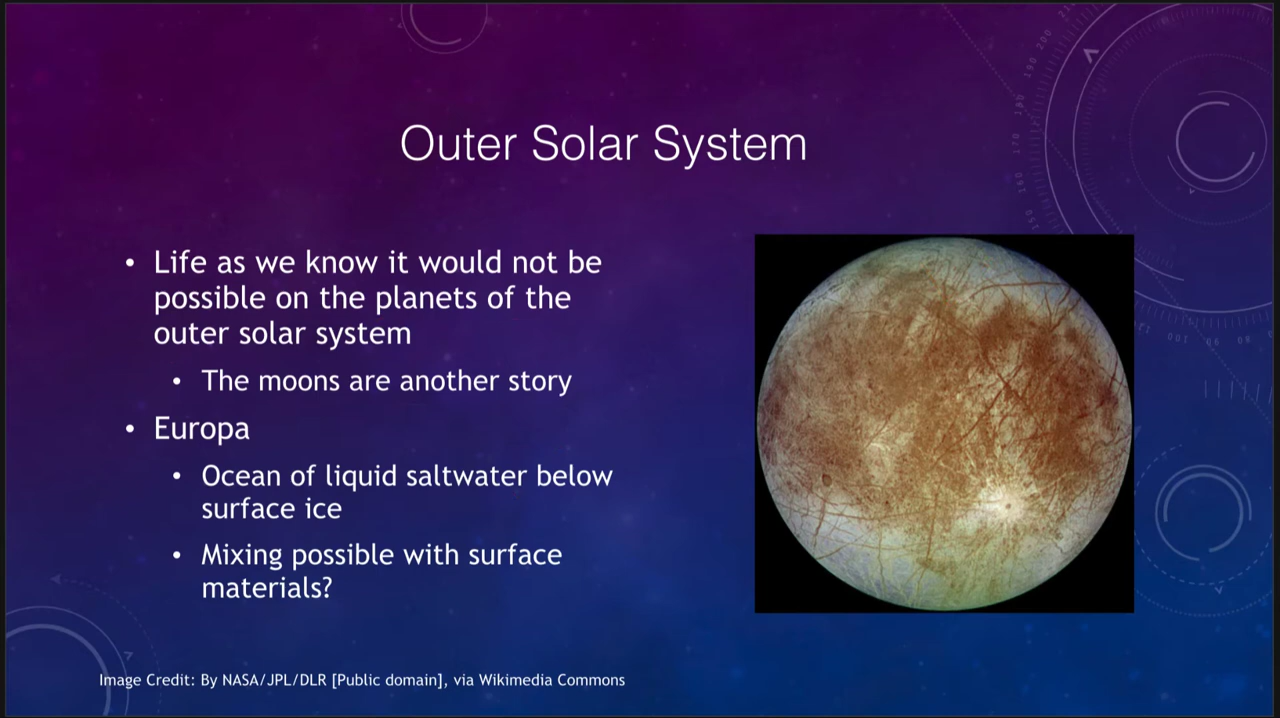 Outer Solar System
• Life as we know it would not be
possible on the planets of the
outer solar system
• The moons are another story
• Europa
• Ocean of liquid saltwater below
surface ice
• Mixing possible with surface
materials?
Image Credit: By NASA/JPL/DLR [Public domain], via Wikimedia Commons